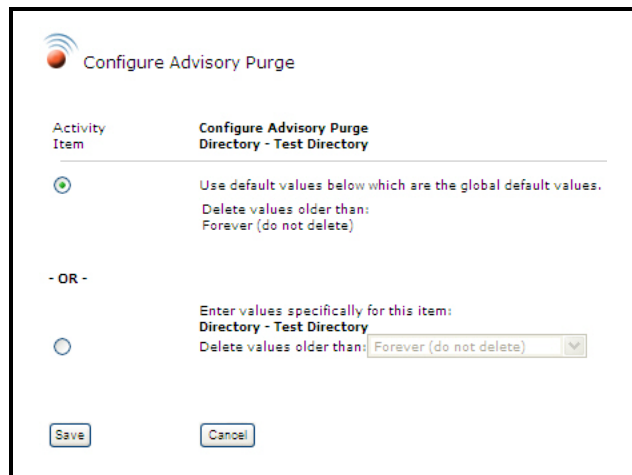 Configure Advisory Purge
Activity Configure Advisory Purge
Item Directory - Test Directory
Use default values below which are the global default values.
Delete values older than:
Forever (do not delete)
- OR -
Enter values specifically for this item:
Directory - Test Directory
Delete values older than: Forever (do not delete)
Save Cancel